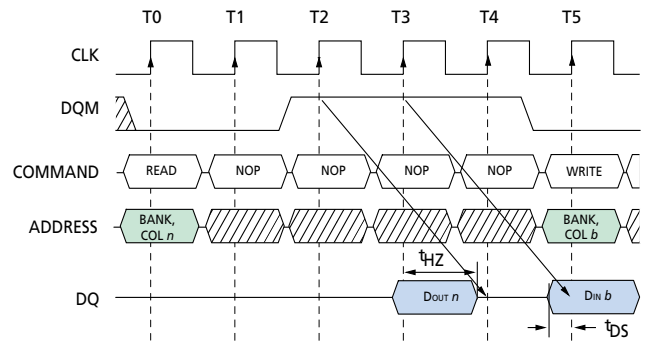 T0 T1 T2 T3 T4 T5
CLK
DQM
COMMAND READ NOP NOP NOP NOP WRITE
ADDRESS BANK, COL n BANK, COL b
tHZ
DQ DOUT n DIN b
tDS